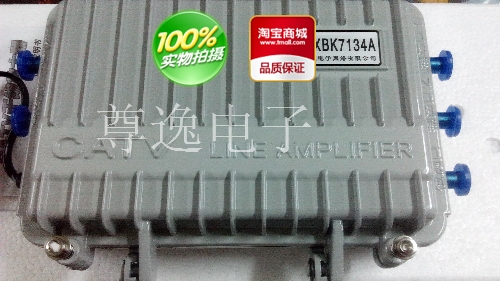 100%
实物拍摄
淘宝商城
www.tmall.com
品质保证
XBK7134A
尊逸电子
CATV LINE AMPLIFIER